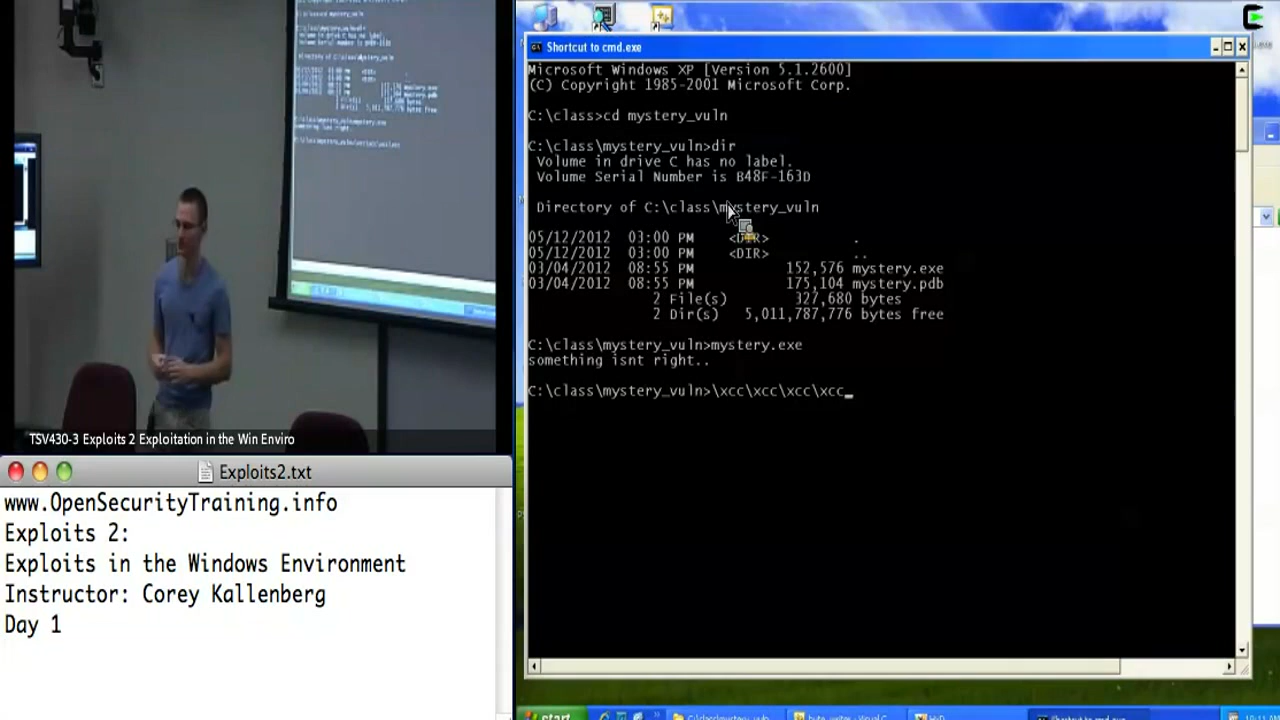 Shortcut to cmd.exe
Microsoft Windows XP [Version 5.1.2600]
(C) Copyright 1985-2001 Microsoft Corp.
C:\class>cd mystery_vuln
C:\class\mystery_vuln>dir
Volume in drive C has no label.
Volume Serial Number is B48F-163D
Directory of C:\class\mystery_vuln
05/12/2012 03:00 PM <DIR> .
05/12/2012 03:00 PM <DIR> ..
03/04/2012 08:55 PM 152,576 mystery.exe
03/04/2012 08:55 PM 175,104 mystery.pdb
2 File(s) 327,680 bytes
2 Dir(s) 5,011,787,776 bytes free
C:\class\mystery_vuln>mystery.exe
something isnt right..
C:\class\mystery_vuln>\xcc\xcc\xcc\xcc_
TSV430-3 Exploits 2 Exploitation in the Win Enviro
Exploits2.txt
www.OpenSecurityTraining.info
Exploits 2:
Exploits in the Windows Environment
Instructor: Corey Kallenberg
Day 1
start